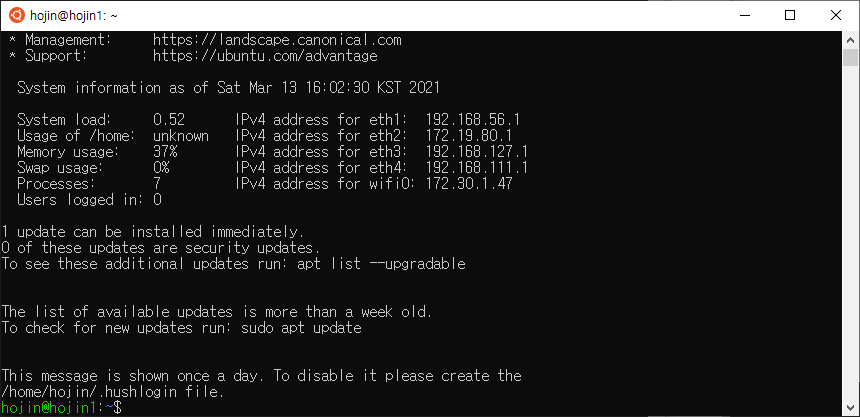 hojin@hojin1: ~
* Management:     https://landscape.canonical.com
* Support:        https://ubuntu.com/advantage
System information as of Sat Mar 13 16:02:30 KST 2021
System load:    0.52      IPv4 address for eth1:  192.168.56.1
Usage of /home: unknown   IPv4 address for eth2:  172.19.80.1
Memory usage:   37%       IPv4 address for eth3:  192.168.127.1
Swap usage:     0%        IPv4 address for eth4:  192.168.111.1
Processes:      7         IPv4 address for wifi0: 172.30.1.47
Users logged in: 0
1 update can be installed immediately.
0 of these updates are security updates.
To see these additional updates run: apt list --upgradable
The list of available updates is more than a week old.
To check for new updates run: sudo apt update
This message is shown once a day. To disable it please create the
/home/hojin/.hushlogin file.
hojin@hojin1:~$